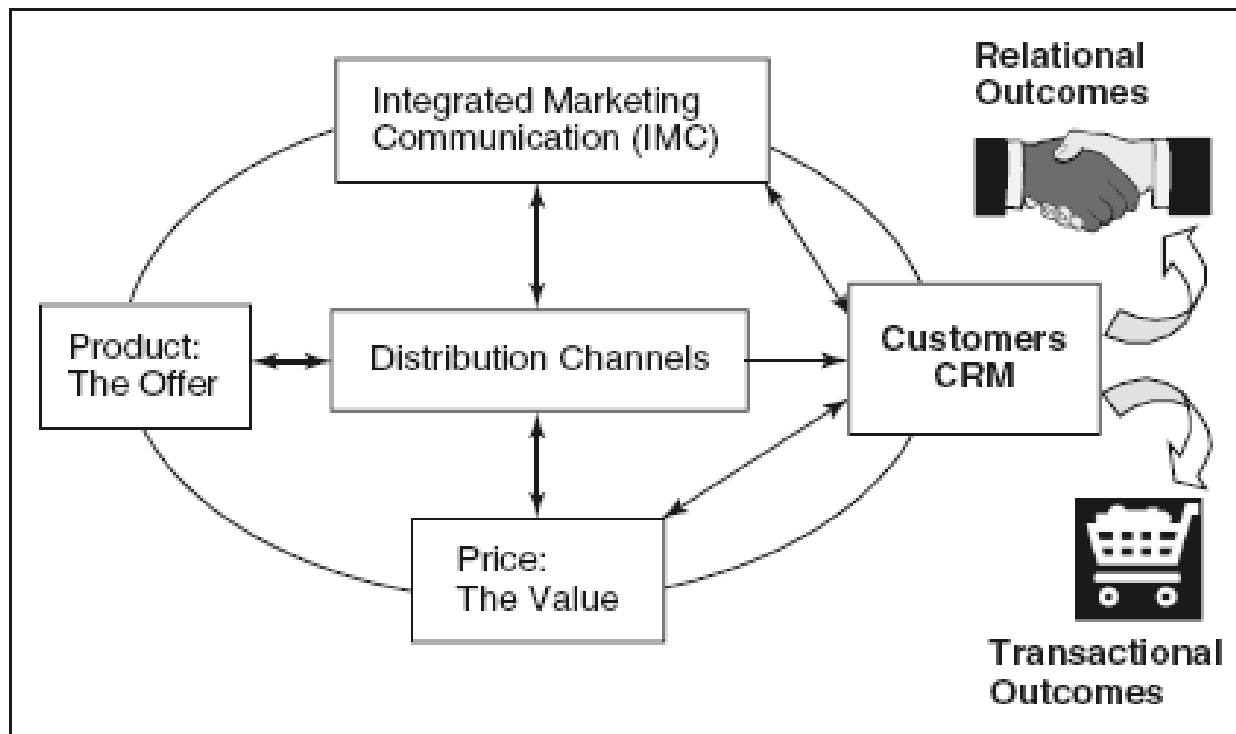 Integrated Marketing
Communication (IMC)
Relational
Outcomes
Product:
The Offer
Distribution Channels
Customers
CRM
Price:
The Value
Transactional
Outcomes